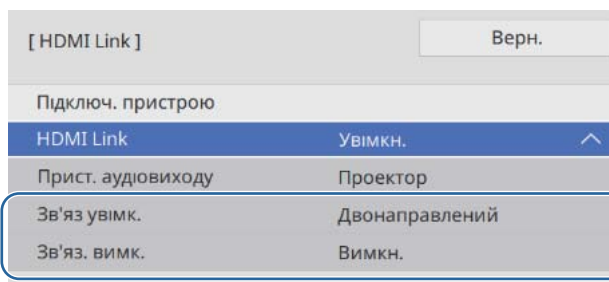 [ HDMI Link ] Верн.
Підключ. пристрою
HDMI Link Увімкн.
Прист. аудіовиходу Проектор
Зв'яз увімк. Двонаправлений
Зв'яз. вимк. Вимкн.